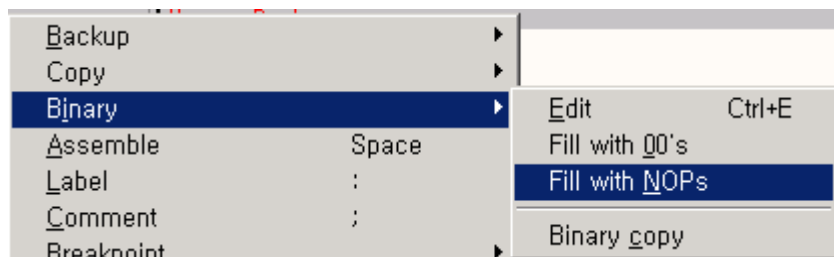 Backup
Copy
Binary
Edit Ctrl+E
Assemble Space
Fill with 00's
Label :
Fill with NOPs
Comment ;
Binary copy
Breakpoint